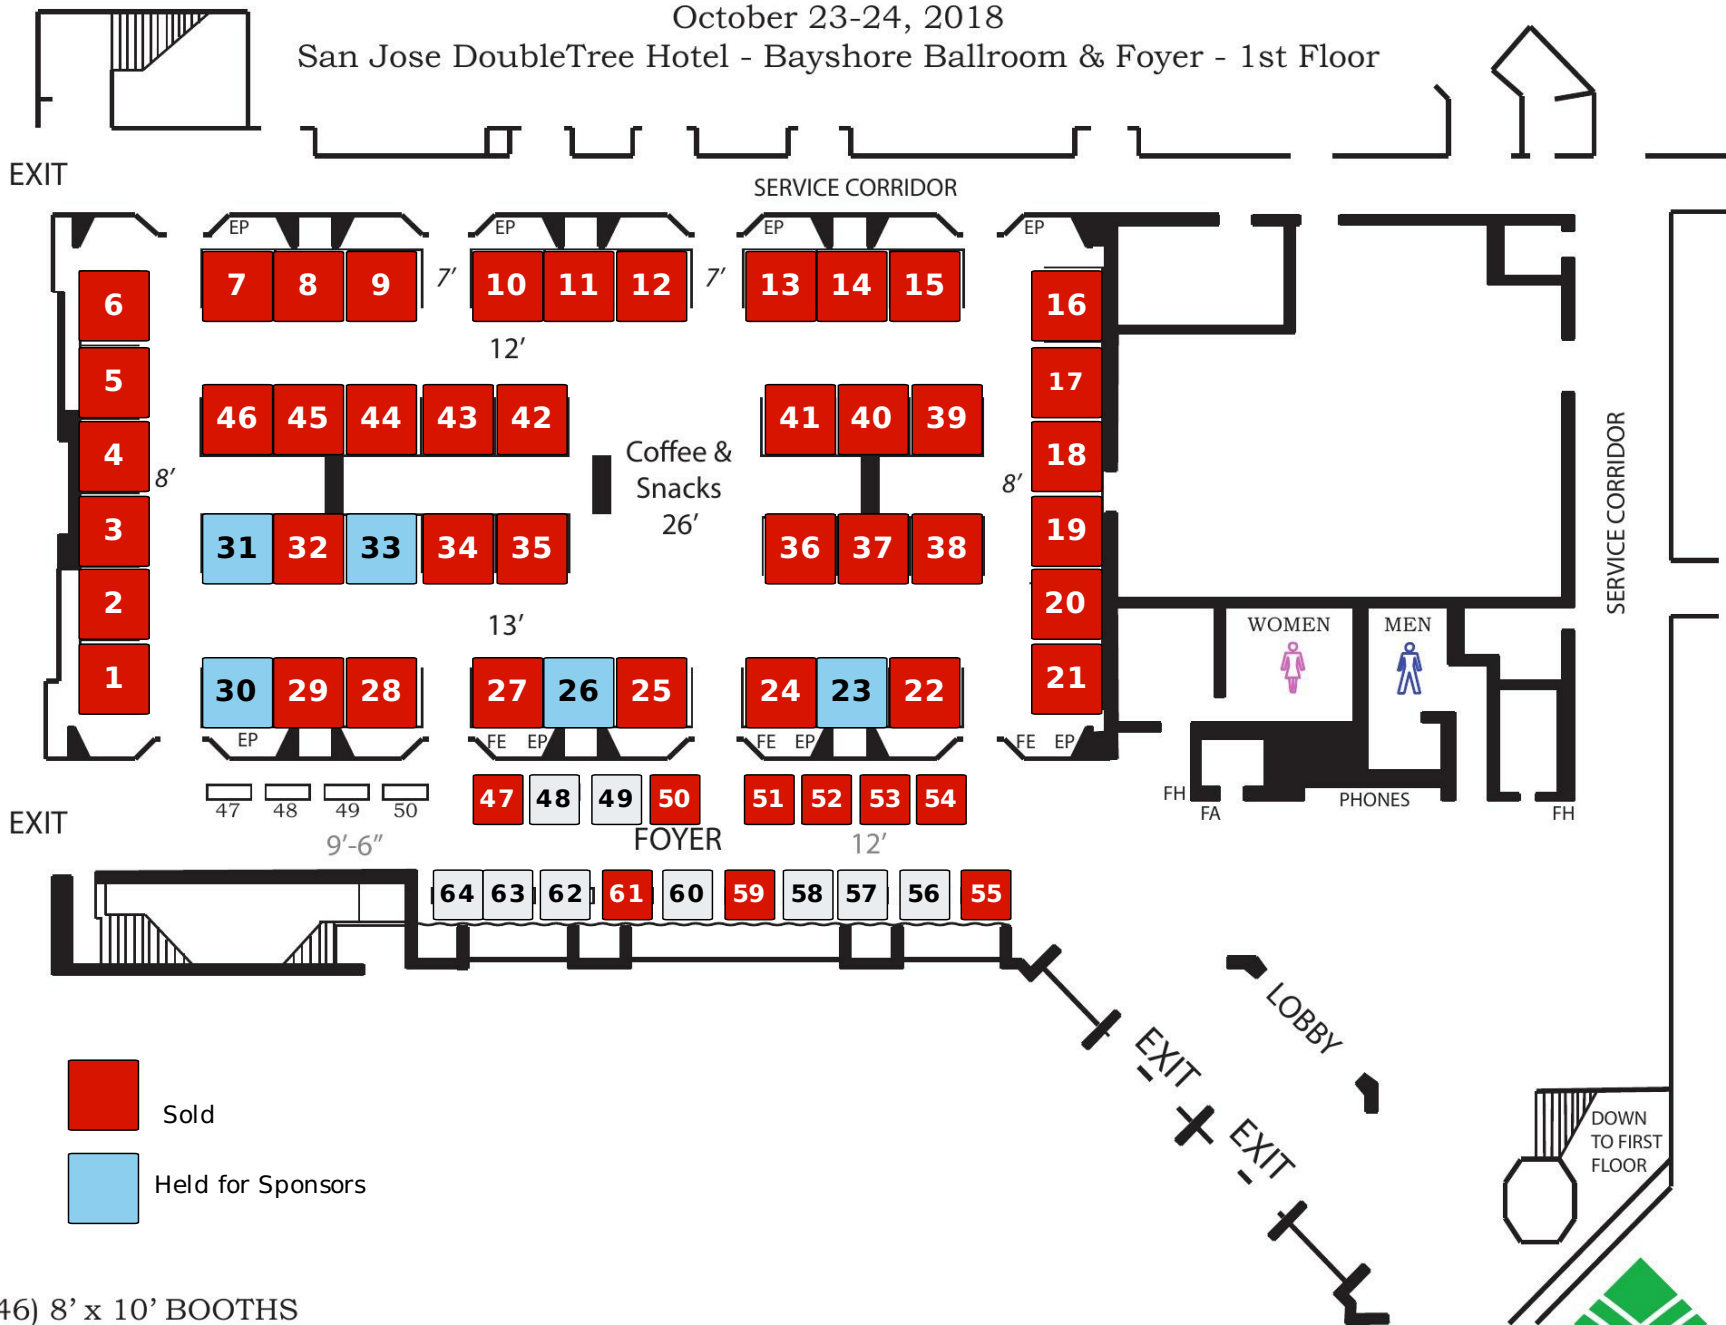 October 23-24, 2018
San Jose DoubleTree Hotel - Bayshore Ballroom & Foyer - 1st Floor
EXIT
SERVICE CORRIDOR
EP EP EP EP
7 8 9 7’ 10 11 12 7’ 13 14 15
6 16
12’
5 17
46 45 44 43 42 41 40 39
4 18
Coffee &
Snacks
26’
8’ 8’
3 19
31 32 33 34 35 36 37 38
SERVICE CORRIDOR
2 20
13’
WOMEN MEN
1 21
30 29 28 27 26 25 24 23 22
EP FE EP FE EP FE EP
47 48 49 50 51 52 53 54
47 48 49 50
FH FA PHONES FH
EXIT
FOYER
9’-6” 12’
64 63 62 61 60 59 58 57 56 55
LOBBY
EXIT
EXIT
Sold
DOWN
TO FIRST
FLOOR
Held for Sponsors
46) 8’ x 10’ BOOTHS